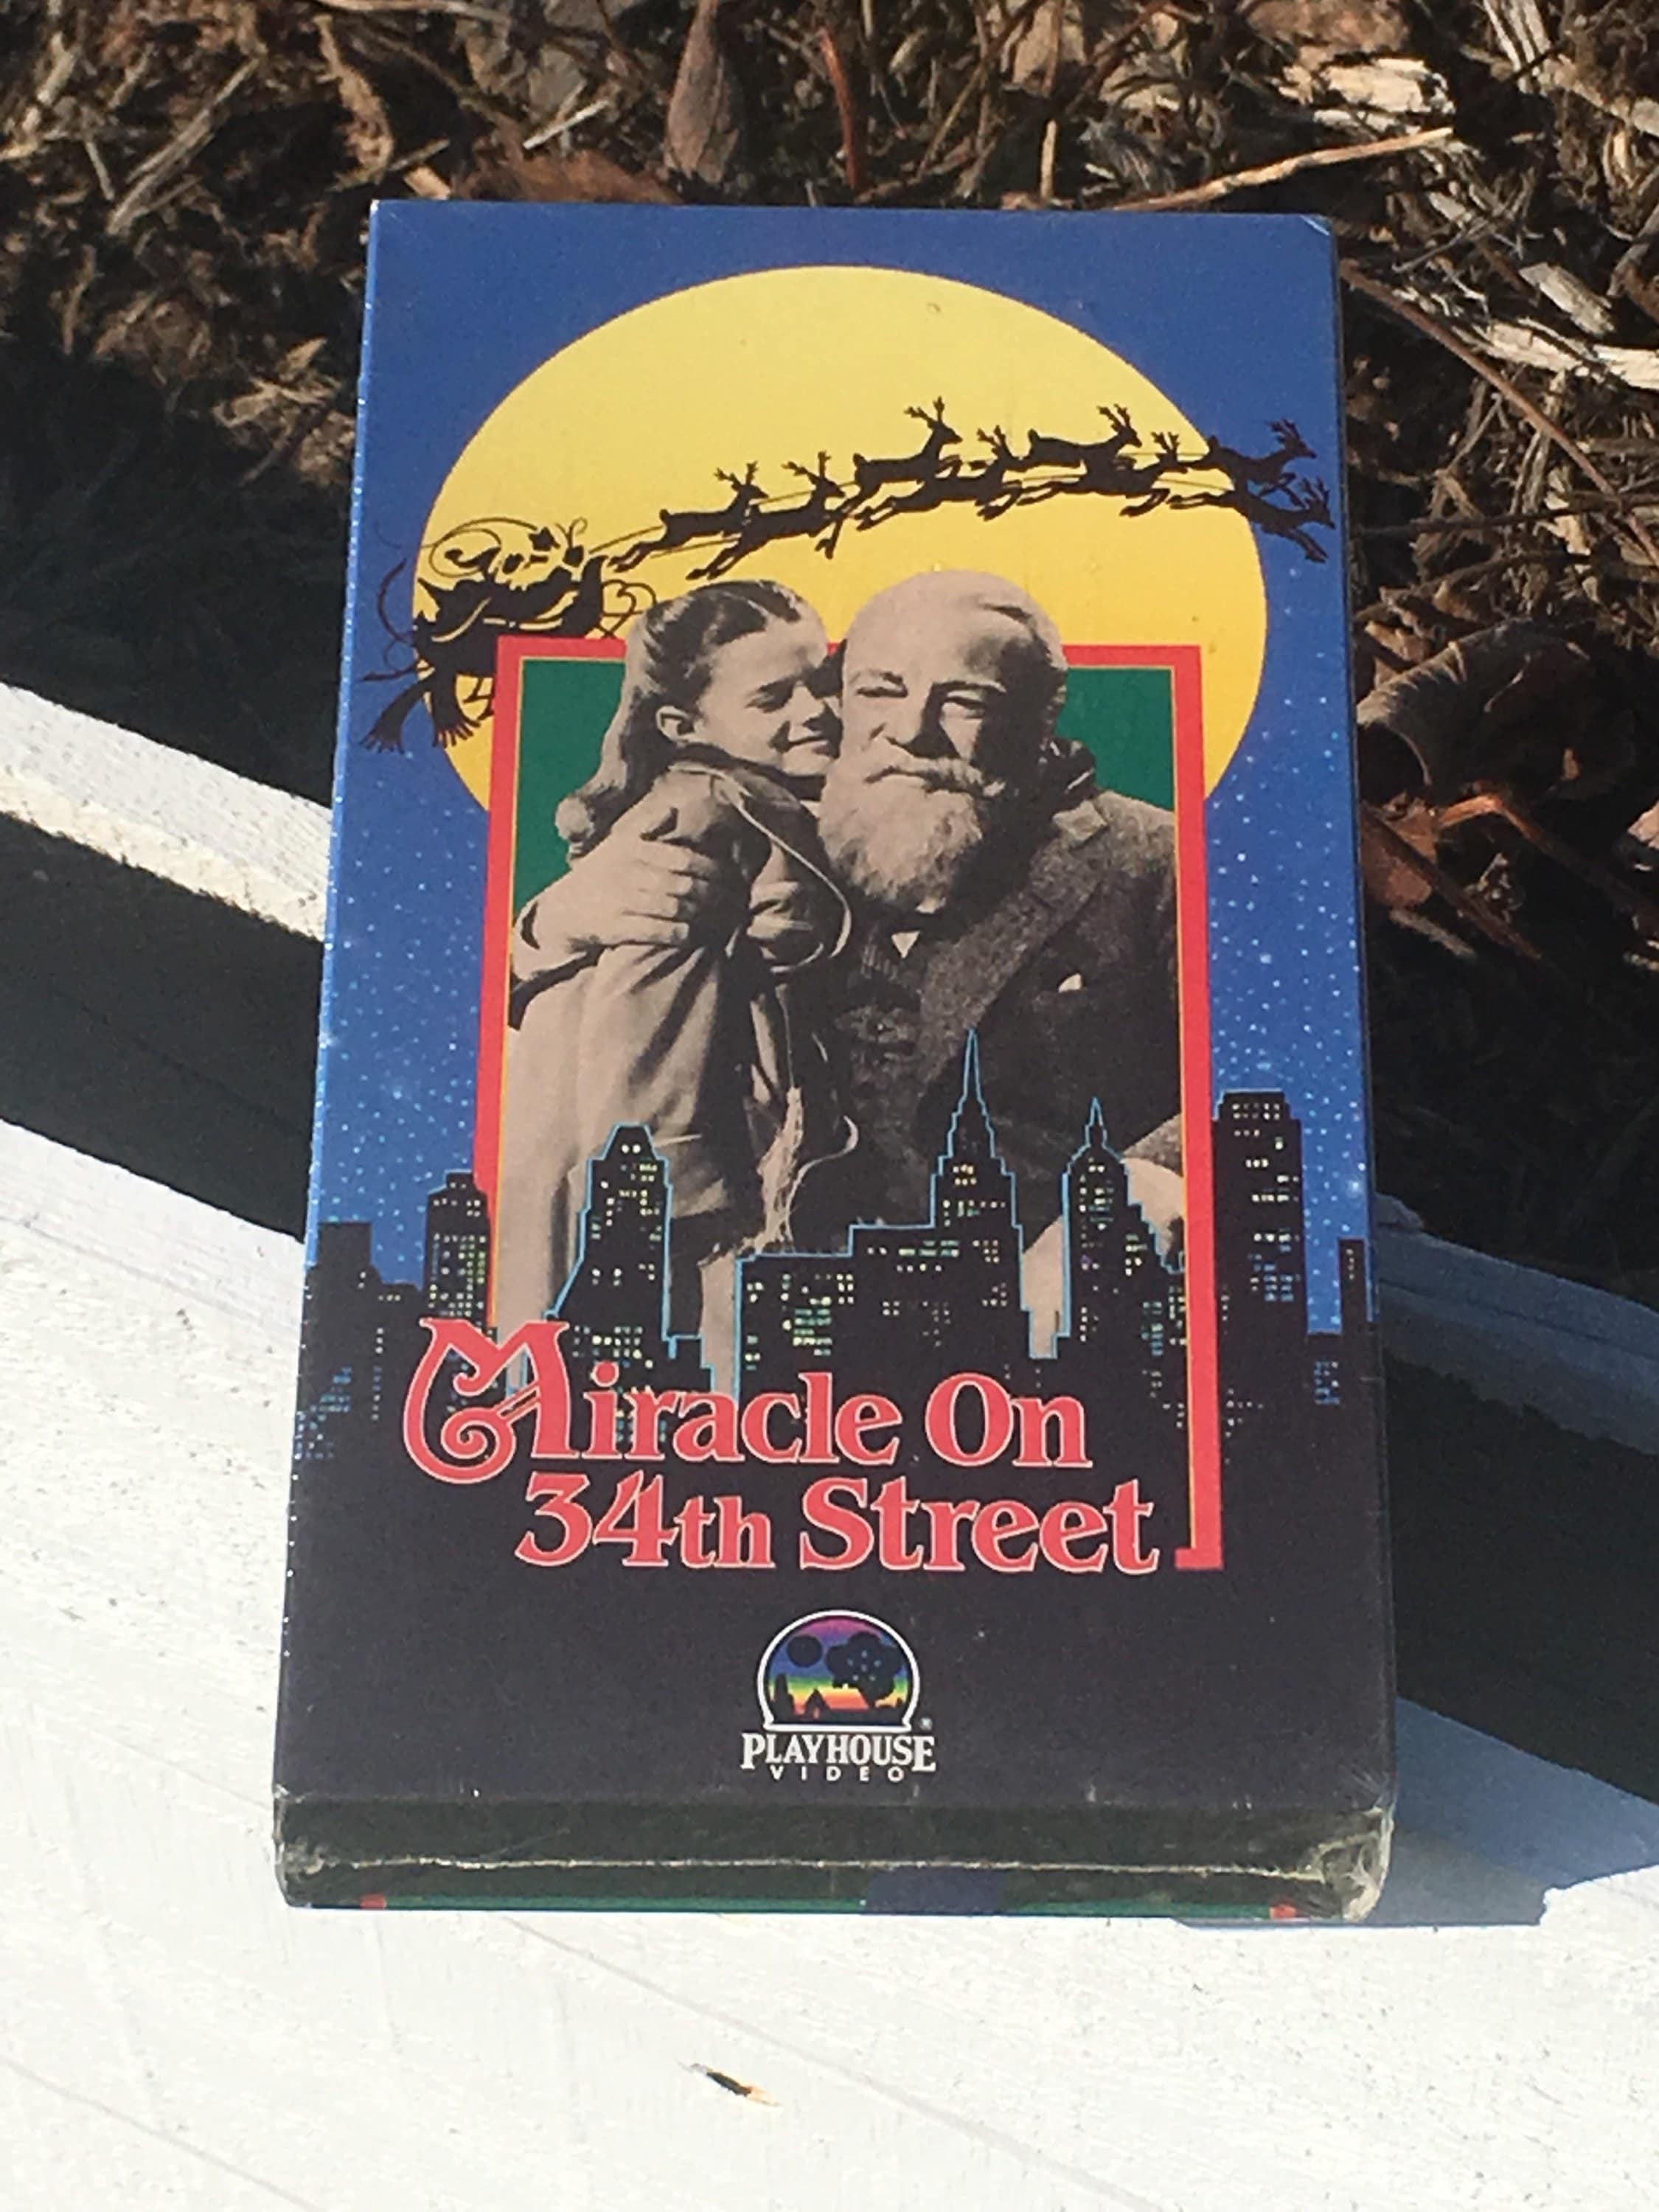 Miracle On
34th Street
®
PLAYHOUSE
VIDEO